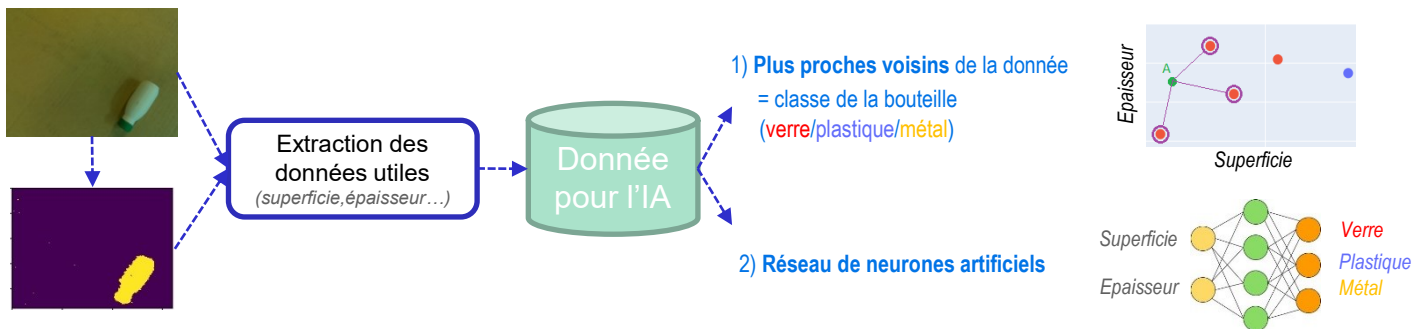 Extraction des
données utiles
(superficie,épaisseur…)
Donnée
pour l'IA
1) Plus proches voisins de la donnée
= classe de la bouteille
(verre/plastique/métal)
Epaisseur
A
Superficie
2) Réseau de neurones artificiels
Superficie
Epaisseur
Verre
Plastique
Métal